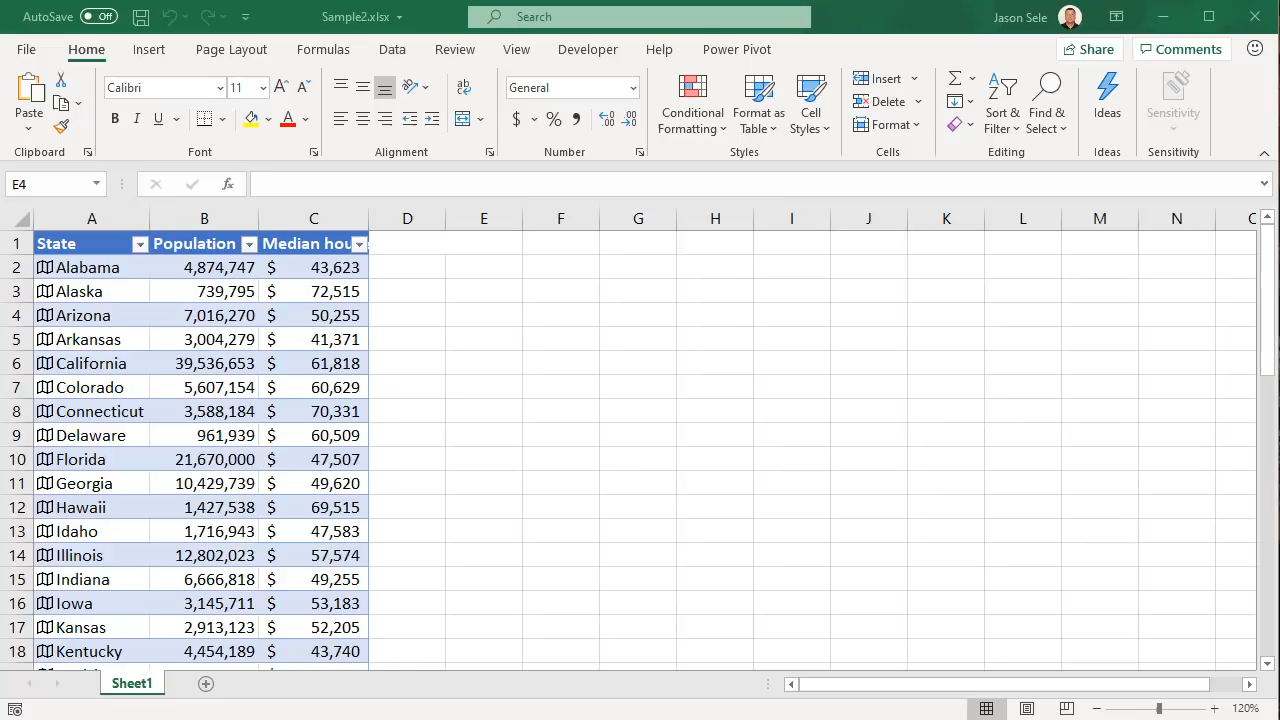 AutoSave Off Sample2.xlsx Search Jason Sele
File Home Insert Page Layout Formulas Data Review View Developer Help Power Pivot Share Comments
Paste
Clipboard
Calibri 11
B I U A
Font
Alignment
General
$ % ,
Number
Conditional Formatting
Format as Table
Cell Styles
Styles
Insert
Delete
Format
Cells
Sort & Filter
Find & Select
Editing
Ideas
Ideas
Sensitivity
Sensitivity
E4 fx
A B C D E F G H I J K L M N
1 State Population Median hou
2 Alabama 4,874,747 $ 43,623
3 Alaska 739,795 $ 72,515
4 Arizona 7,016,270 $ 50,255
5 Arkansas 3,004,279 $ 41,371
6 California 39,536,653 $ 61,818
7 Colorado 5,607,154 $ 60,629
8 Connecticut 3,588,184 $ 70,331
9 Delaware 961,939 $ 60,509
10 Florida 21,670,000 $ 47,507
11 Georgia 10,429,739 $ 49,620
12 Hawaii 1,427,538 $ 69,515
13 Idaho 1,716,943 $ 47,583
14 Illinois 12,802,023 $ 57,574
15 Indiana 6,666,818 $ 49,255
16 Iowa 3,145,711 $ 53,183
17 Kansas 2,913,123 $ 52,205
18 Kentucky 4,454,189 $ 43,740
Sheet1
120%